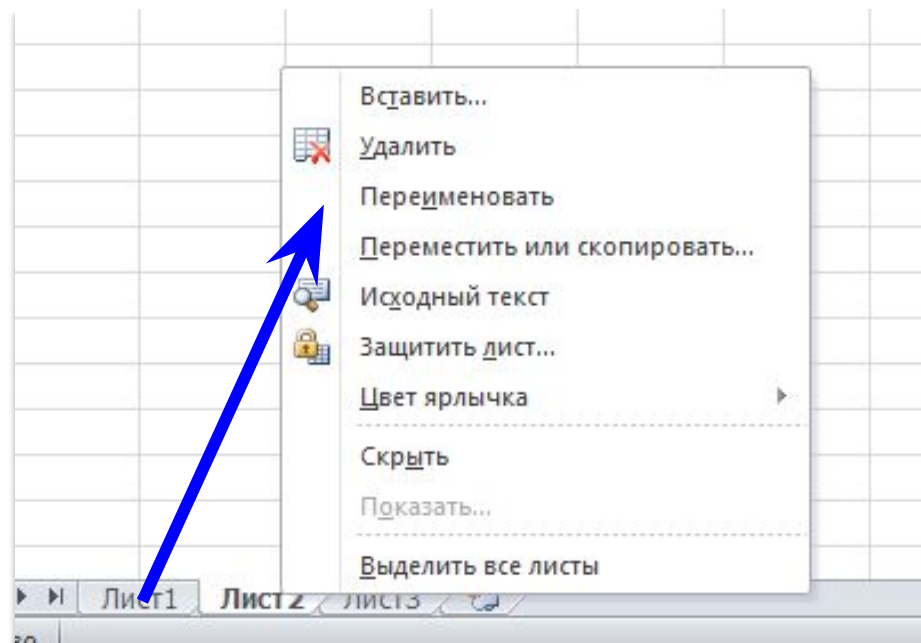 Вставить...
Удалить
Переименовать
Переместить или скопировать...
Исходный текст
Защитить лист...
Цвет ярлычка
Скрыть
Показать...
Выделить все листы
Лист1 Лист2 Лист3